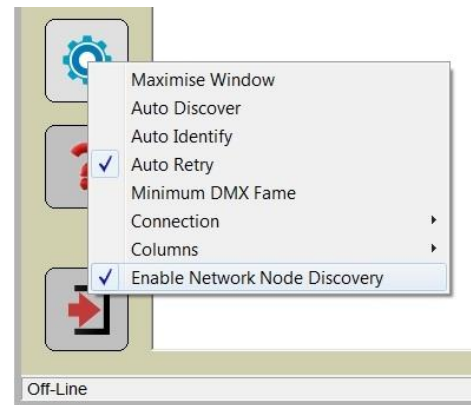 Maximise Window
Auto Discover
Auto Identify
Auto Retry
Minimum DMX Fame
Connection
Columns
Enable Network Node Discovery
Off-Line